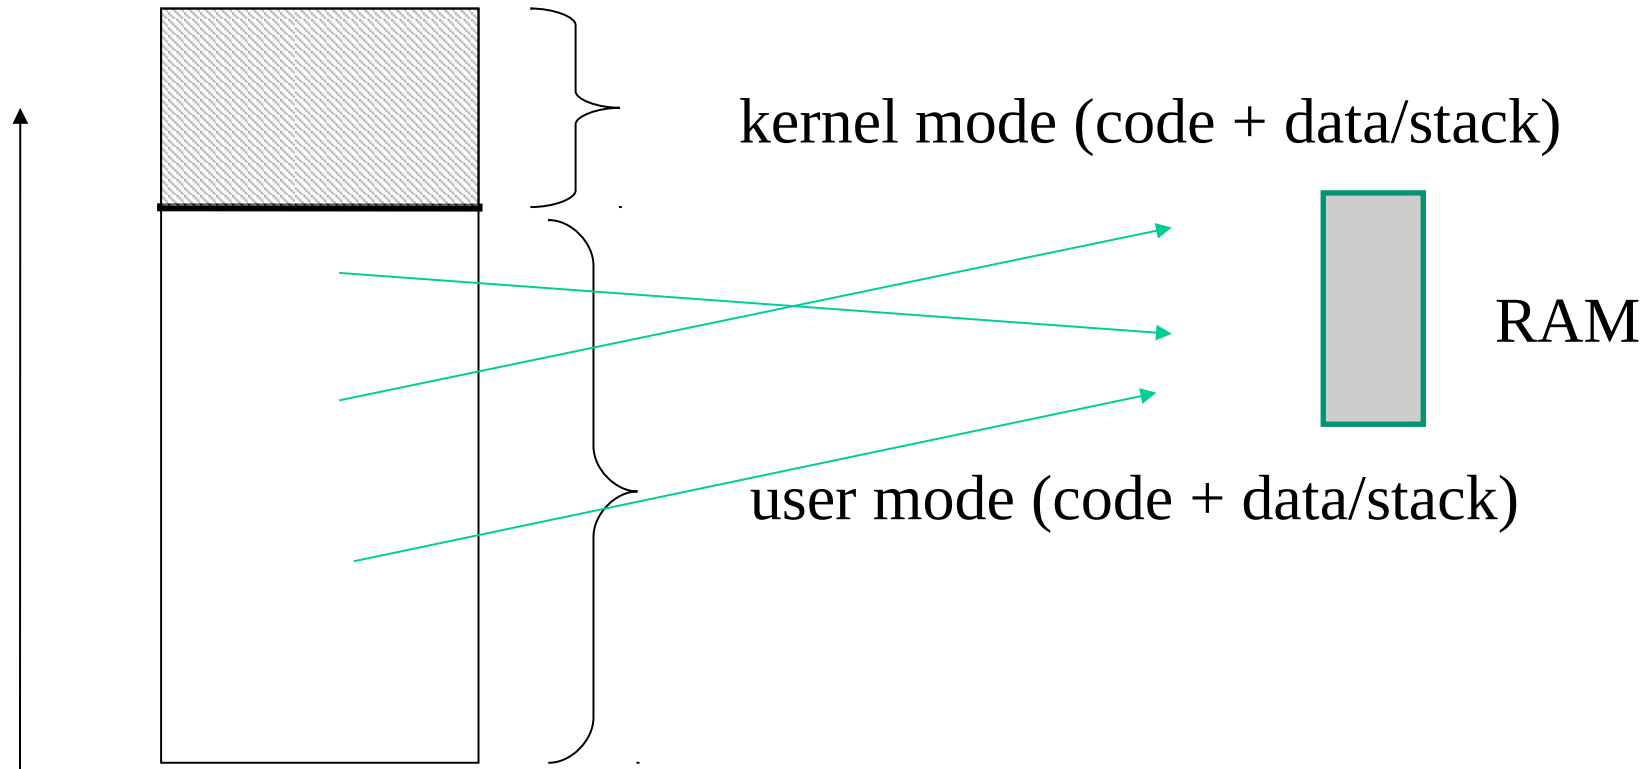 kernel mode (code + data/stack)
RAM
user mode (code + data/stack)